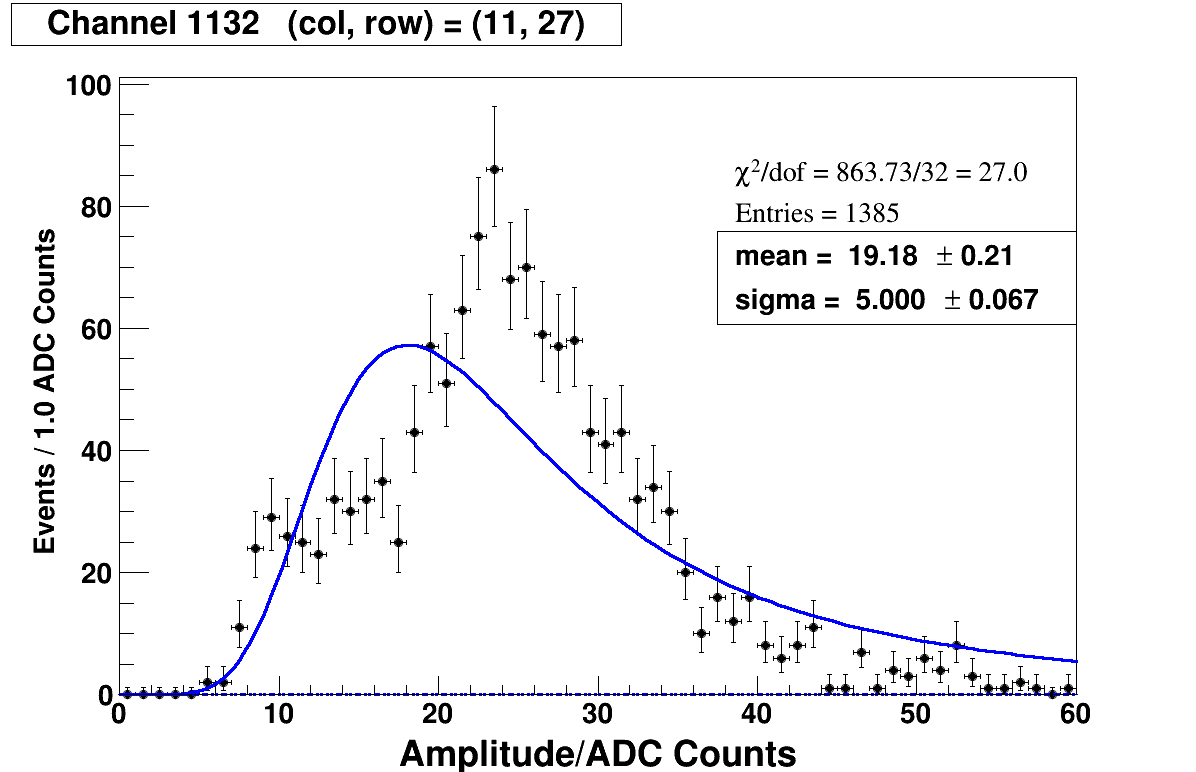 Channel 1132 (col, row) = (11, 27)
100
80
60
40
20
0
Events / 1.0 ADC Counts
χ²/dof = 863.73/32 = 27.0
Entries = 1385
mean = 19.18 ± 0.21
sigma = 5.000 ± 0.067
0 10 20 30 40 50 60
Amplitude/ADC Counts